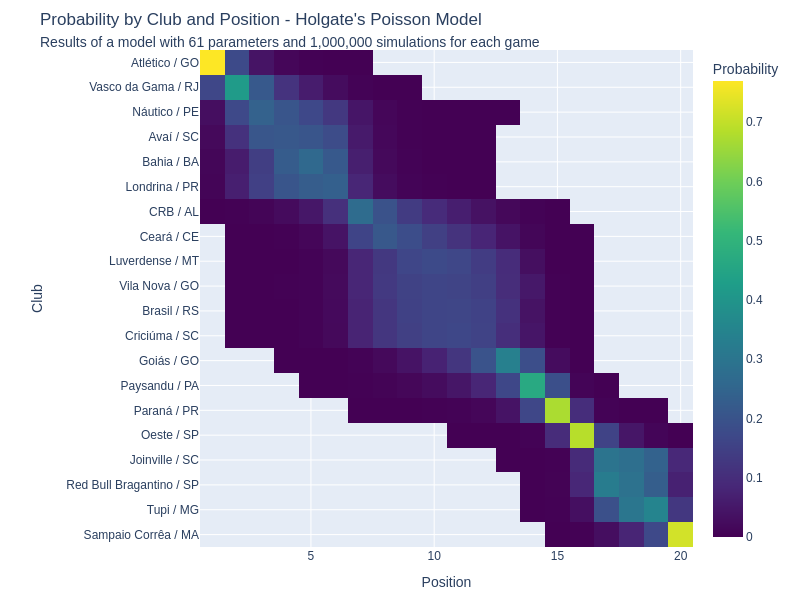 Probability by Club and Position - Holgate's Poisson Model
Results of a model with 61 parameters and 1,000,000 simulations for each game
Probability
Atlético / GO
Vasco da Gama / RJ
Náutico / PE
Avaí / SC
Bahia / BA
Londrina / PR
CRB / AL
Ceará / CE
Luverdense / MT
Vila Nova / GO
Brasil / RS
Criciúma / SC
Goiás / GO
Paysandu / PA
Paraná / PR
Oeste / SP
Joinville / SC
Red Bull Bragantino / SP
Tupi / MG
Sampaio Corrêa / MA
Club
0.7
0.6
0.5
0.4
0.3
0.2
0.1
0
5
10
15
20
Position